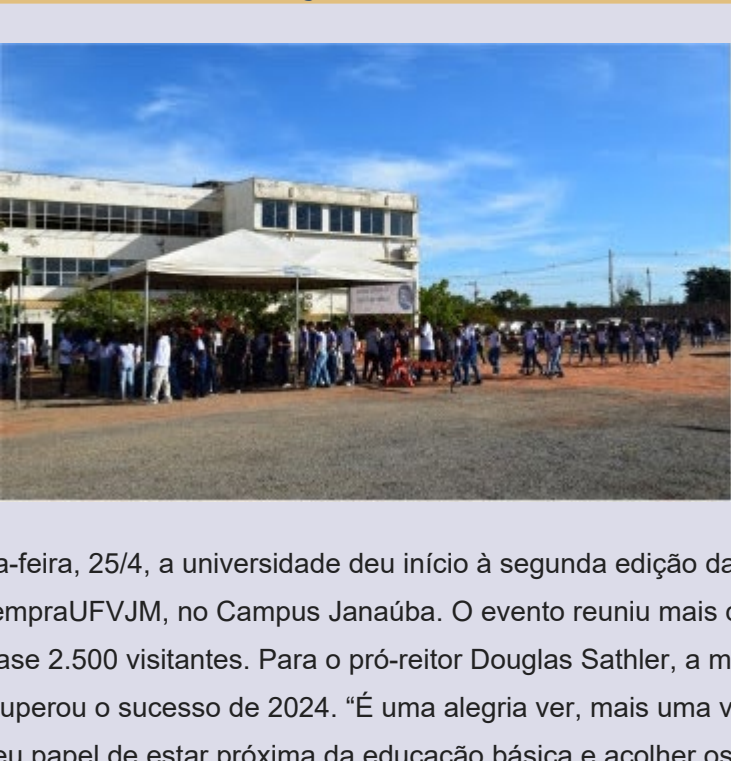 a-feira, 25/4, a universidade deu início à segunda edição da
empraUFVJM, no Campus Janaúba. O evento reuniu mais
ase 2.500 visitantes. Para o pró-reitor Douglas Sathler, a m
uperou o sucesso de 2024. “É uma alegria ver, mais uma v
eu papel de estar próxima da educação básica e acolher os